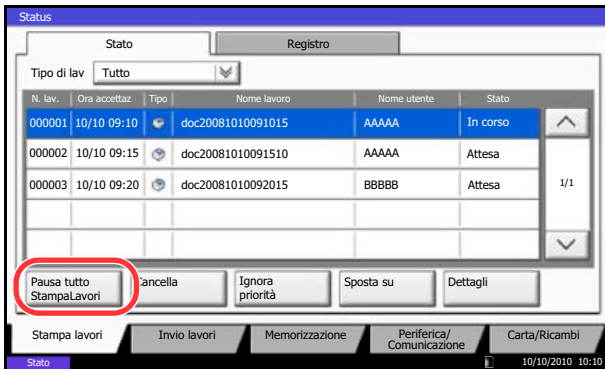 Status
Stato Registro
Tipo di lav Tutto
N. lav. Ora accettaz Tipo Nome lavoro Nome utente Stato
000001 10/10 09:10 doc20081010091015 AAAAA In corso
000002 10/10 09:15 doc20081010091510 AAAAA Attesa
000003 10/10 09:20 doc20081010092015 BBBBB Attesa
1/1
Pausa tutto
StampaLavori
Cancella
Ignora
priorità
Sposta su
Dettagli
Stampa lavori
Invio lavori
Memorizzazione
Periferica/
Comunicazione
Carta/Ricambi
Stato 10/10/2010 10:10